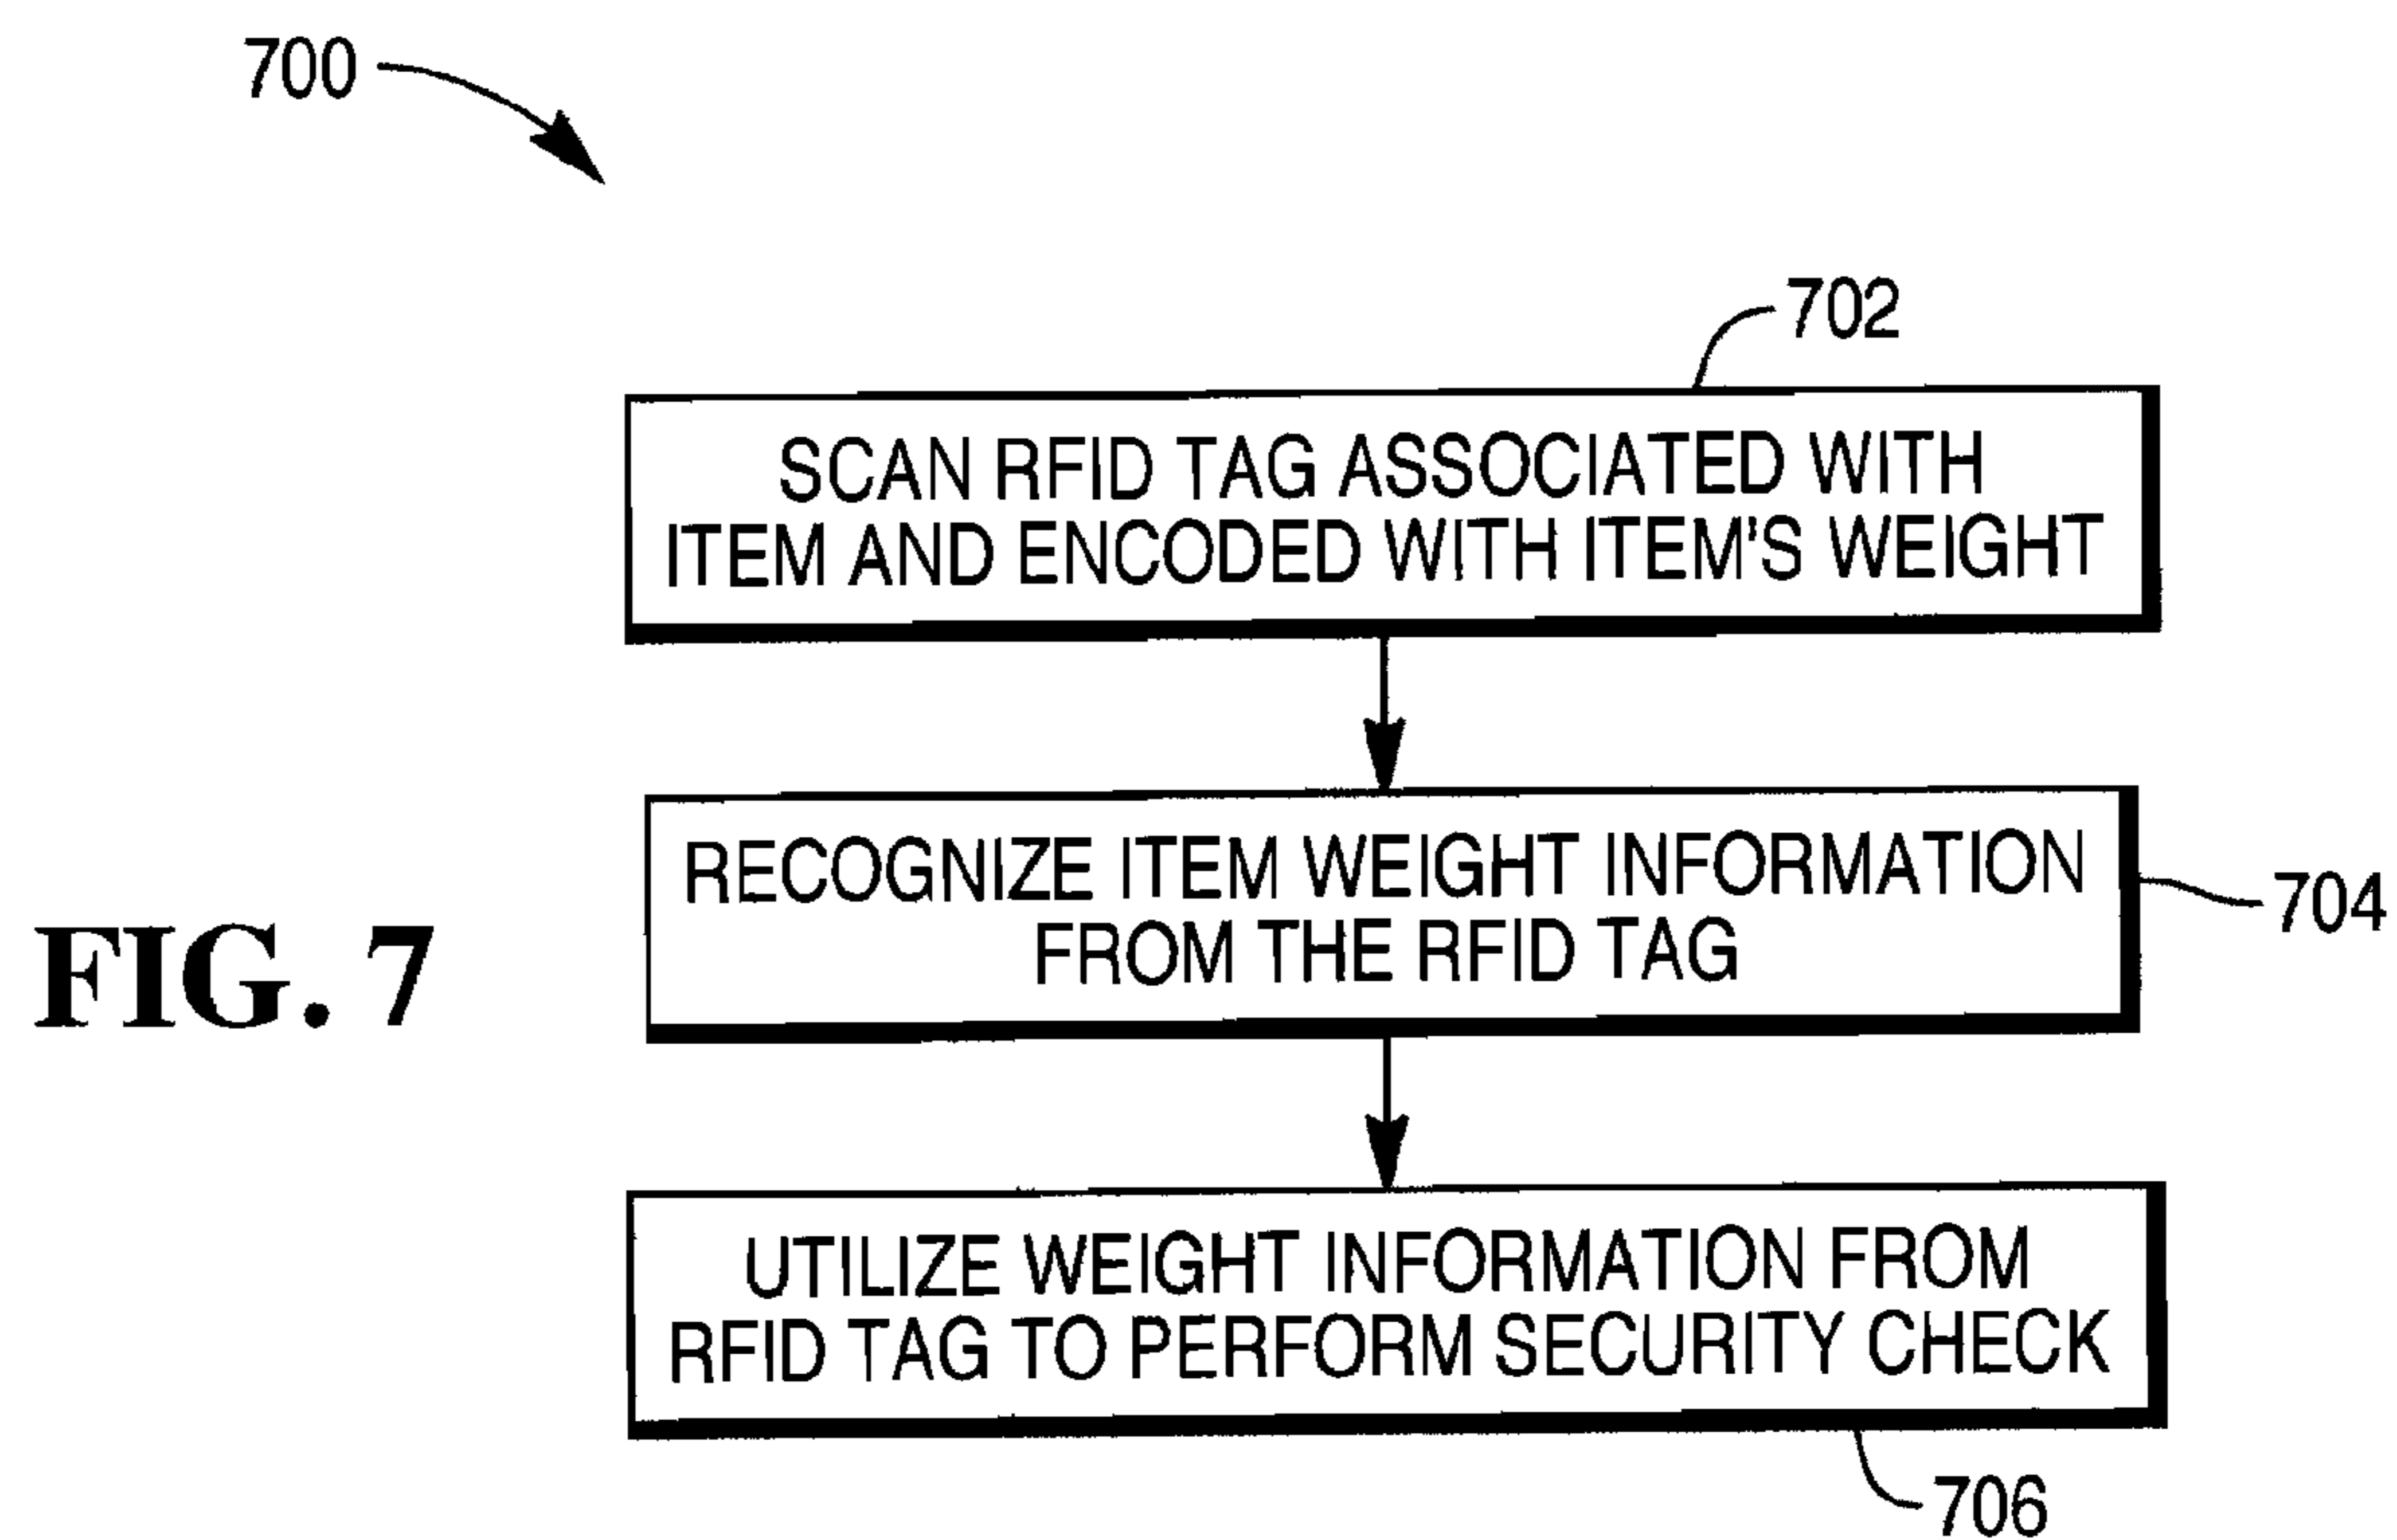 700
702
SCAN RFID TAG ASSOCIATED WITH
ITEM AND ENCODED WITH ITEM'S WEIGHT
RECOGNIZE ITEM WEIGHT INFORMATION
FROM THE RFID TAG
704
FIG. 7
UTILIZE WEIGHT INFORMATION FROM
RFID TAG TO PERFORM SECURITY CHECK
706